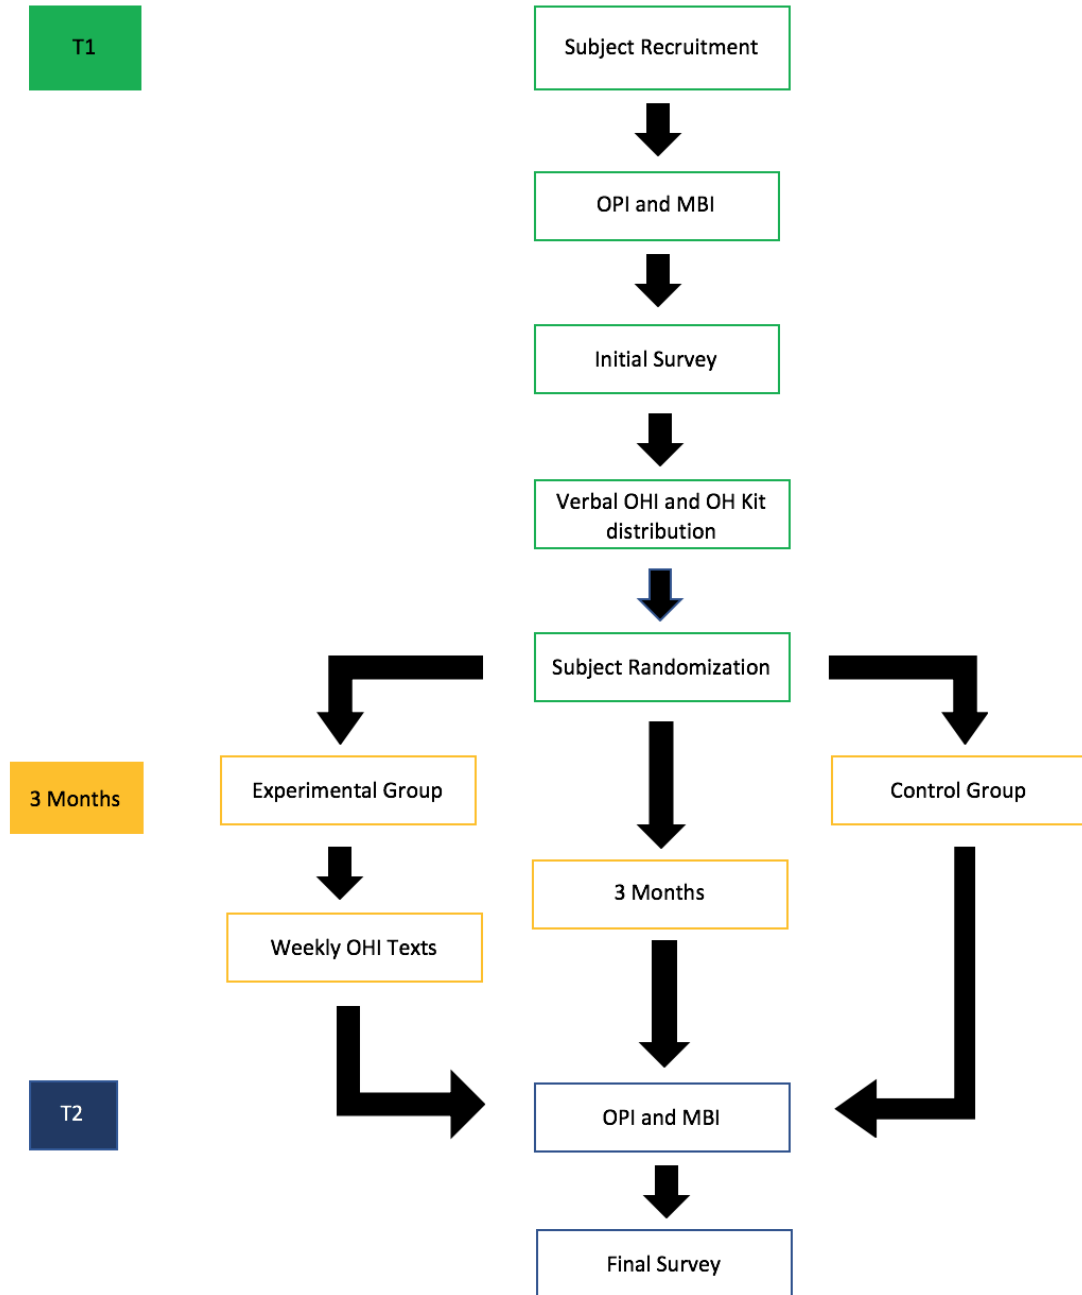 T1
Subject Recruitment
OPI and MBI
Initial Survey
Verbal OHI and OH Kit
distribution
Subject Randomization
3 Months
Experimental Group
Control Group
3 Months
Weekly OHI Texts
T2
OPI and MBI
Final Survey